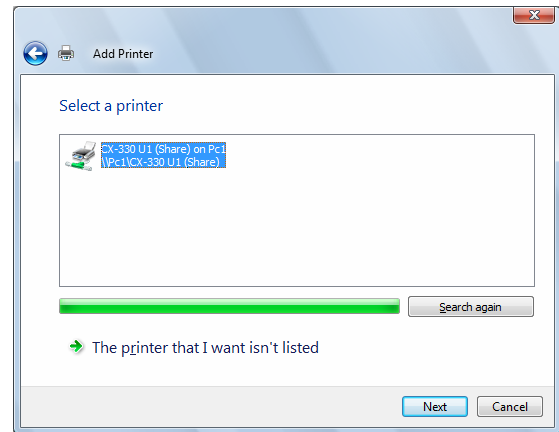 Add Printer
Select a printer
CX-330 U1 (Share) on Pc1
\\Pc1\CX-330 U1 (Share)
Search again
The printer that I want isn't listed
Next
Cancel